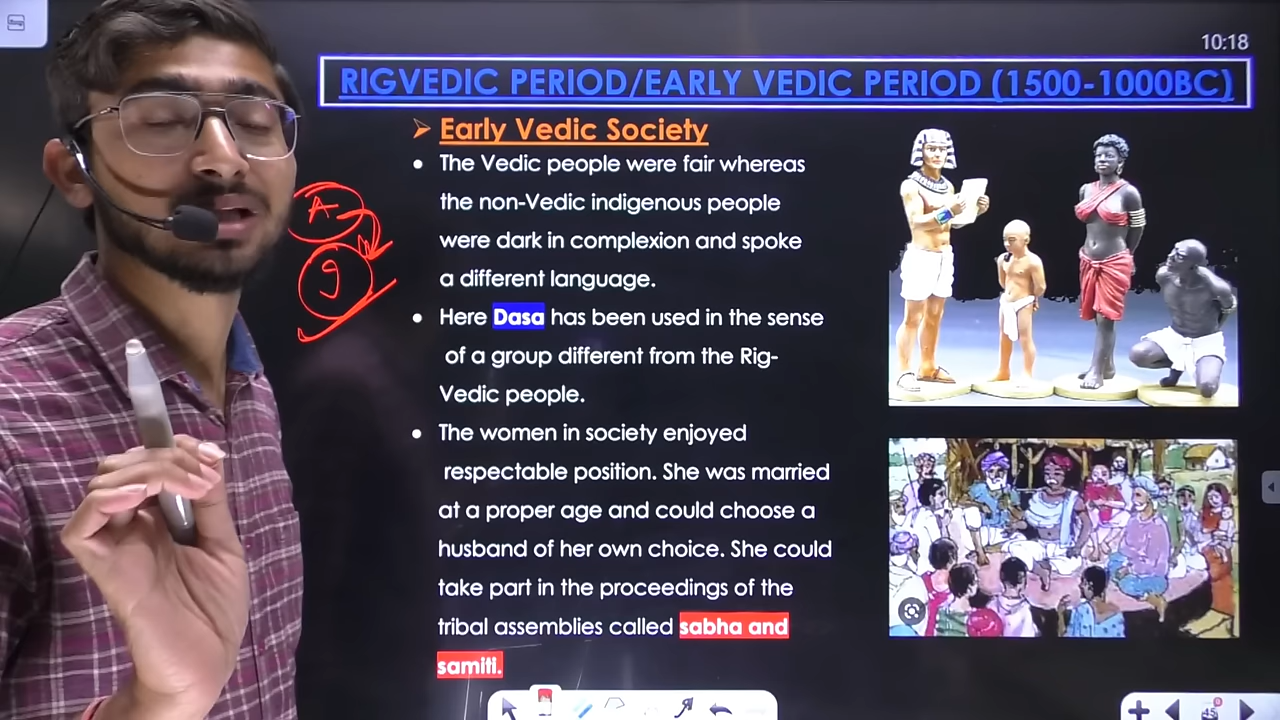 10:18
RIGVEDIC PERIOD/EARLY VEDIC PERIOD (1500-1000BC)
➤ Early Vedic Society
• The Vedic people were fair whereas
the non-Vedic indigenous people
were dark in complexion and spoke
a different language.
• Here Dasa has been used in the sense
of a group different from the Rig-
Vedic people.
• The women in society enjoyed
respectable position. She was married
at a proper age and could choose a
husband of her own choice. She could
take part in the proceedings of the
tribal assemblies called sabha and
samiti.
A
45